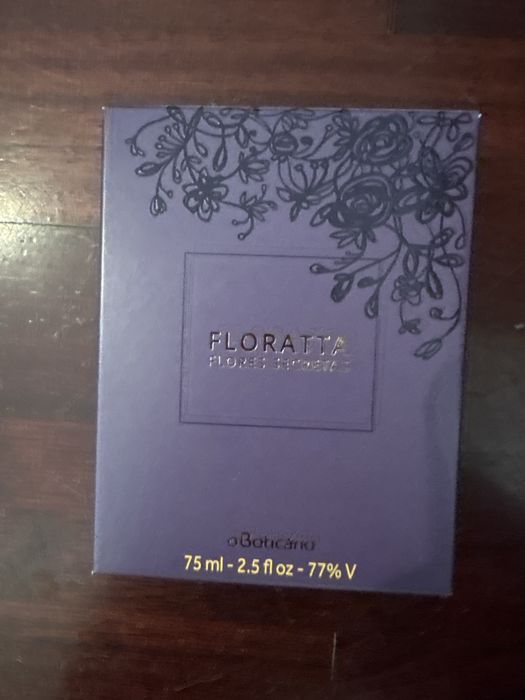 FLORATTA
FLORES SECRETAS
oBoticário
75 ml - 2.5 fl oz - 77% V